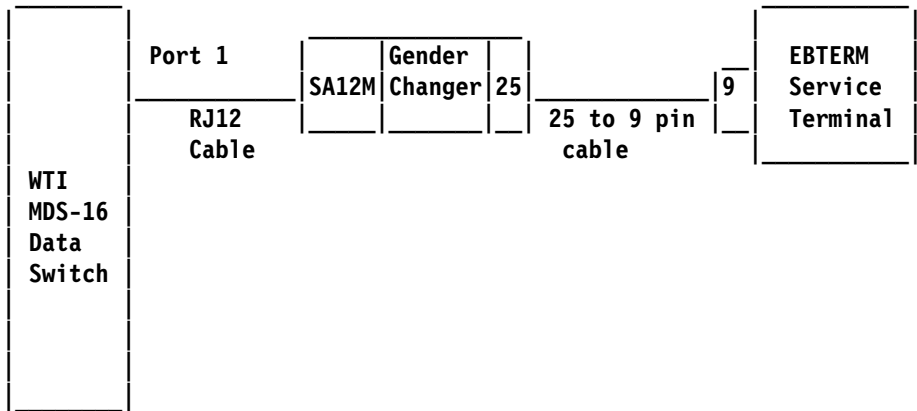 Port 1
Gender
EBTERM
SA12M Changer 25
9
Service
RJ12
25 to 9 pin
Terminal
Cable
cable
WTI
MDS-16
Data
Switch